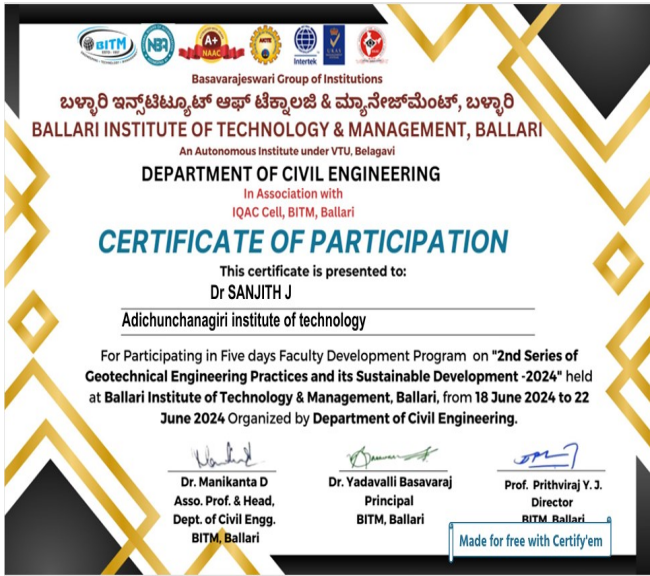 BITM
NBA
A+
NAAC
AICTE
Intertek
UKAS
Basavarajeswari Group of Institutions
ಬಳ್ಳಾರಿ ಇನ್ಸ್‌ಟಿಟ್ಯೂಟ್ ಆಫ್ ಟೆಕ್ನಾಲಜಿ & ಮ್ಯಾನೇಜ್‌ಮೆಂಟ್, ಬಳ್ಳಾರಿ
BALLARI INSTITUTE OF TECHNOLOGY & MANAGEMENT, BALLARI
An Autonomous Institute under VTU, Belagavi
DEPARTMENT OF CIVIL ENGINEERING
In Association with
IQAC Cell, BITM, Ballari
CERTIFICATE OF PARTICIPATION
This certificate is presented to:
Dr SANJITH J
Adichunchanagiri institute of technology
For Participating in Five days Faculty Development Program on "2nd Series of
Geotechnical Engineering Practices and its Sustainable Development -2024" held
at Ballari Institute of Technology & Management, Ballari, from 18 June 2024 to 22
June 2024 Organized by Department of Civil Engineering.
Dr. Manikanta D
Asso. Prof. & Head,
Dept. of Civil Engg.
BITM, Ballari
Dr. Yadavalli Basavaraj
Principal
BITM, Ballari
Prof. Prithviraj Y. J.
Director
BITM, Ballari
Made for free with Certify'em